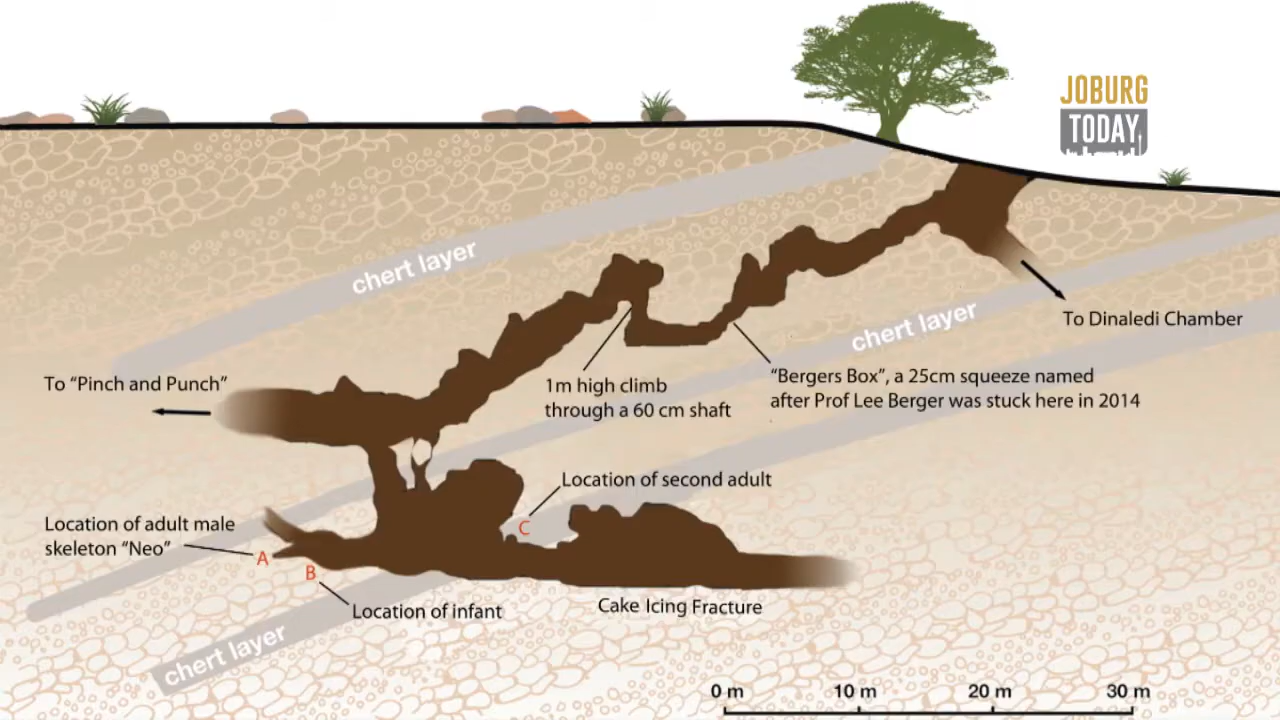 JOBURG
TODAY
chert layer
chert layer
To Dinaledi Chamber
To “Pinch and Punch”
1m high climb
through a 60 cm shaft
“Bergers Box”, a 25cm squeeze named
after Prof Lee Berger was stuck here in 2014
Location of second adult
C
Location of adult male
skeleton “Neo”
A
B
Location of infant
Cake Icing Fracture
chert layer
0 m
10 m
20 m
30 m